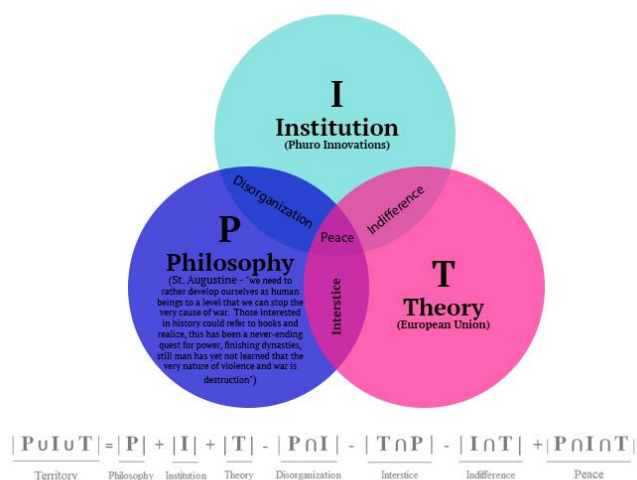 I
Institution
(Phuro Innovations)
Disorganization
Indifference
Peace
P
Philosophy
(St. Augustine - "we need to
rather develop ourselves as human
beings to a level that we can stop the
very cause of war. Those interested
in history could refer to books and
realize, this has been a never-ending
quest for power, finishing dynasties,
still man has yet not learned that the
very nature of violence and war is
destruction")
Interstice
T
Theory
(European Union)
| P∪I∪T | = | P | + | I | + | T | - | P∩I | - | T∩P | - | I∩T | + | P∩I∩T |
Territory Philosophy Institution Theory Disorganization Interstice Indifference Peace